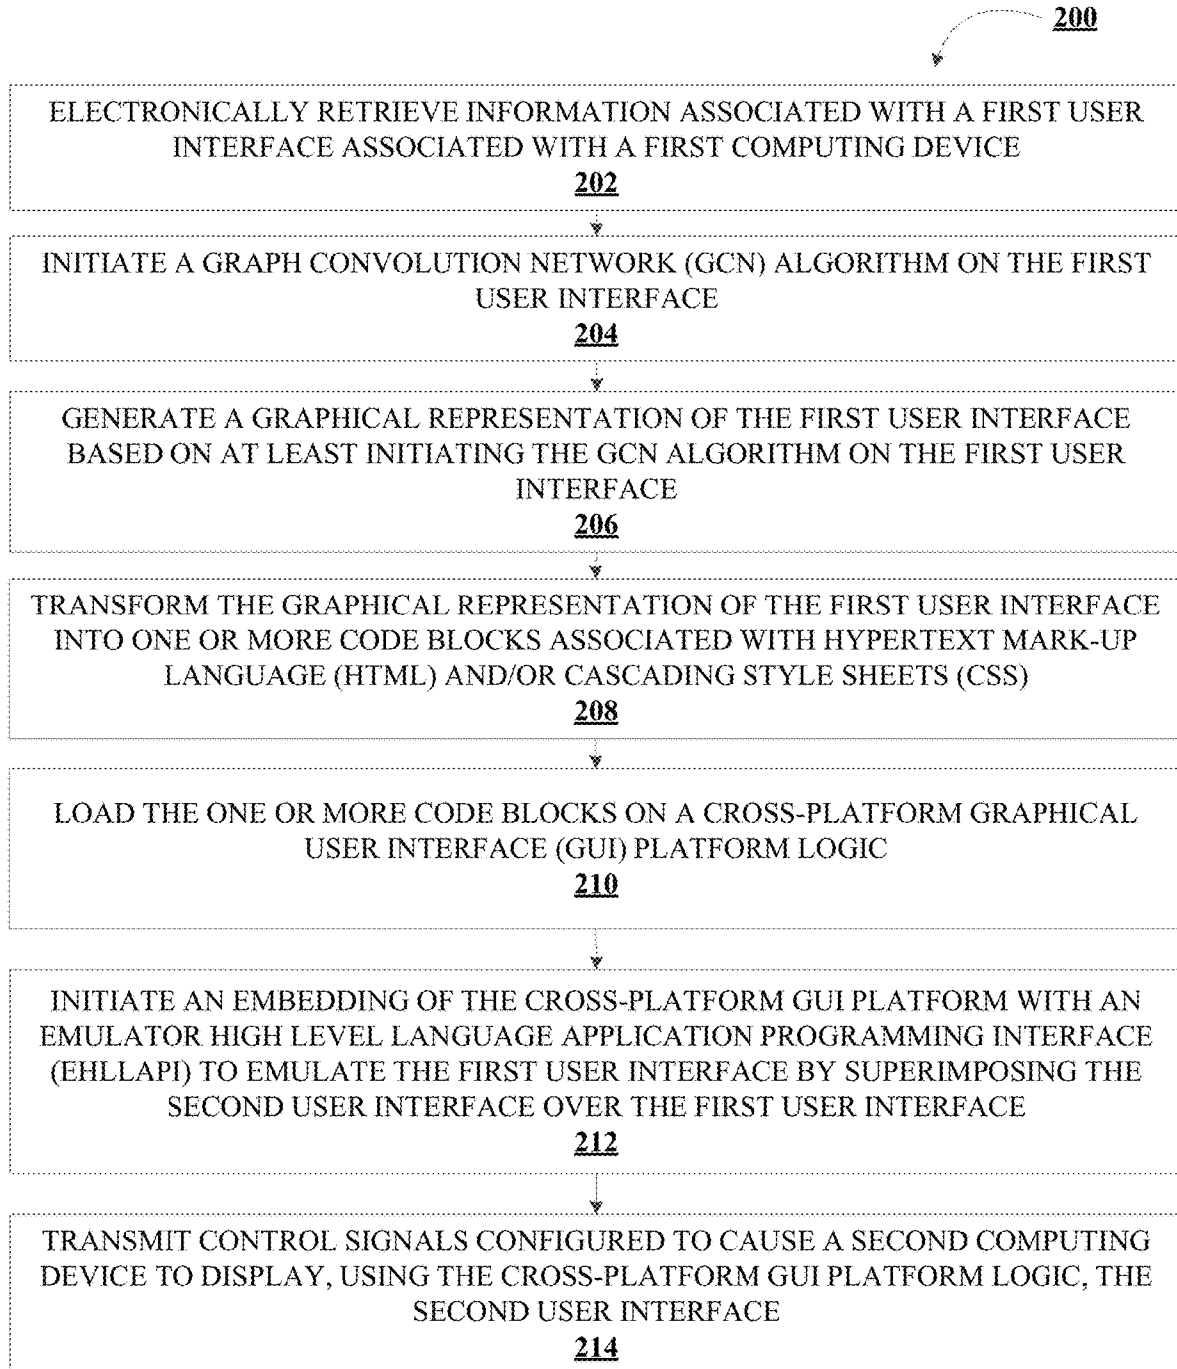 200
ELECTRONICALLY RETRIEVE INFORMATION ASSOCIATED WITH A FIRST USER
INTERFACE ASSOCIATED WITH A FIRST COMPUTING DEVICE
202
INITIATE A GRAPH CONVOLUTION NETWORK (GCN) ALGORITHM ON THE FIRST
USER INTERFACE
204
GENERATE A GRAPHICAL REPRESENTATION OF THE FIRST USER INTERFACE
BASED ON AT LEAST INITIATING THE GCN ALGORITHM ON THE FIRST USER
INTERFACE
206
TRANSFORM THE GRAPHICAL REPRESENTATION OF THE FIRST USER INTERFACE
INTO ONE OR MORE CODE BLOCKS ASSOCIATED WITH HYPERTEXT MARK-UP
LANGUAGE (HTML) AND/OR CASCADING STYLE SHEETS (CSS)
208
LOAD THE ONE OR MORE CODE BLOCKS ON A CROSS-PLATFORM GRAPHICAL
USER INTERFACE (GUI) PLATFORM LOGIC
210
INITIATE AN EMBEDDING OF THE CROSS-PLATFORM GUI PLATFORM WITH AN
EMULATOR HIGH LEVEL LANGUAGE APPLICATION PROGRAMMING INTERFACE
(EHLLAPI) TO EMULATE THE FIRST USER INTERFACE BY SUPERIMPOSING THE
SECOND USER INTERFACE OVER THE FIRST USER INTERFACE
212
TRANSMIT CONTROL SIGNALS CONFIGURED TO CAUSE A SECOND COMPUTING
DEVICE TO DISPLAY, USING THE CROSS-PLATFORM GUI PLATFORM LOGIC, THE
SECOND USER INTERFACE
214